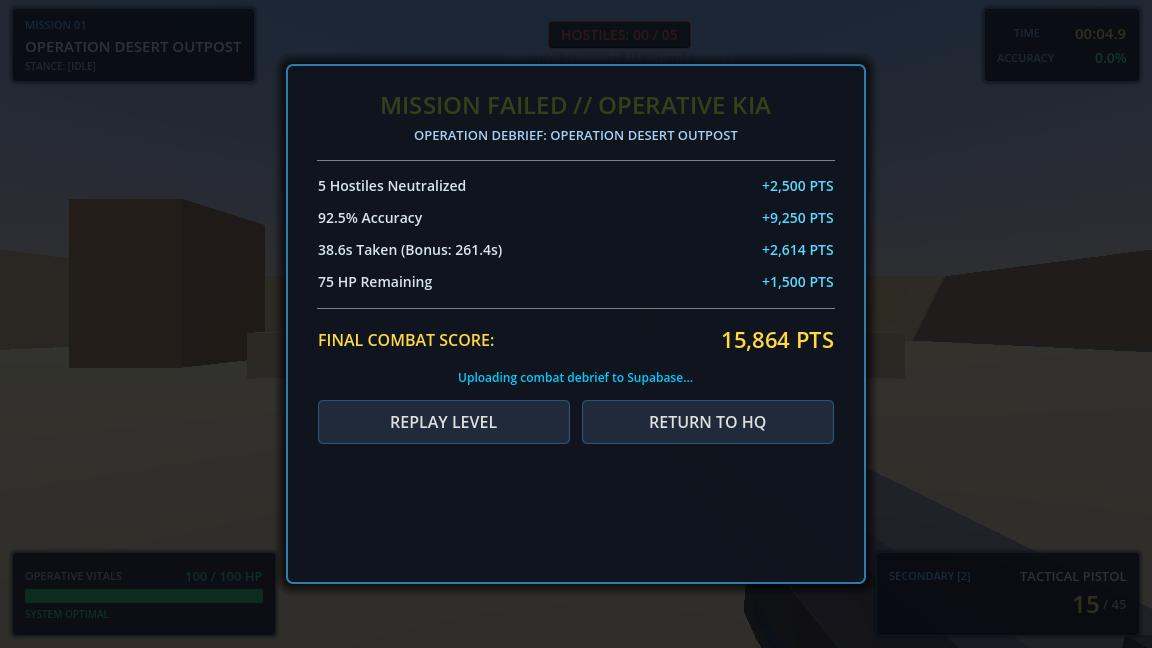 MISSION 01
OPERATION DESERT OUTPOST
STANCE: [IDLE]
HOSTILES: 00 / 05
TIME 00:04.9
ACCURACY 0.0%
MISSION FAILED // OPERATIVE KIA
OPERATION DEBRIEF: OPERATION DESERT OUTPOST
5 Hostiles Neutralized +2,500 PTS
92.5% Accuracy +9,250 PTS
38.6s Taken (Bonus: 261.4s) +2,614 PTS
75 HP Remaining +1,500 PTS
FINAL COMBAT SCORE: 15,864 PTS
Uploading combat debrief to Supabase...
REPLAY LEVEL RETURN TO HQ
OPERATIVE VITALS 100 / 100 HP
SYSTEM OPTIMAL
SECONDARY [2] TACTICAL PISTOL
15 / 45